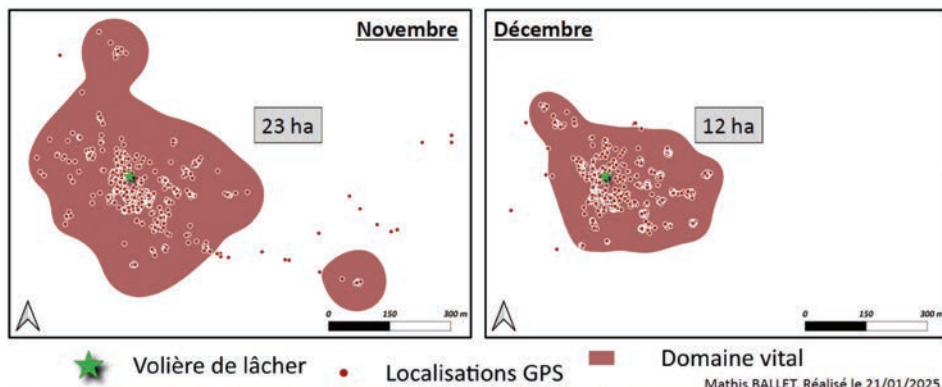 Novembre
Décembre
23 ha
12 ha
0 150 300 m
0 150 300 m
Volière de lâcher
Localisations GPS
Domaine vital
Mathis BALLET, Réalisé le 21/01/2025